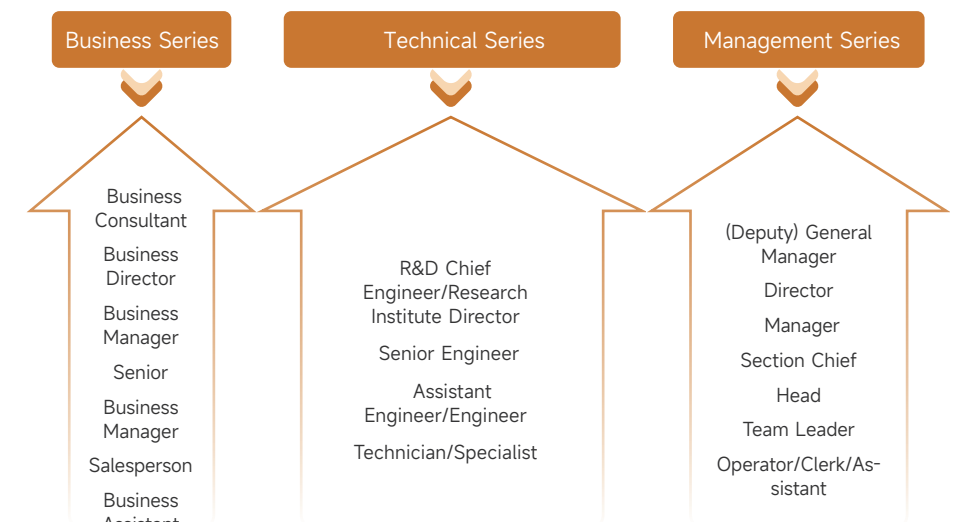 Business Series
Technical Series
Management Series
Business
Consultant
Business
Director
Business
Manager
Senior
Business
Manager
Salesperson
Business
Assistant
R&D Chief
Engineer/Research
Institute Director
Senior Engineer
Assistant
Engineer/Engineer
Technician/Specialist
(Deputy) General
Manager
Director
Manager
Section Chief
Head
Team Leader
Operator/Clerk/As-
sistant